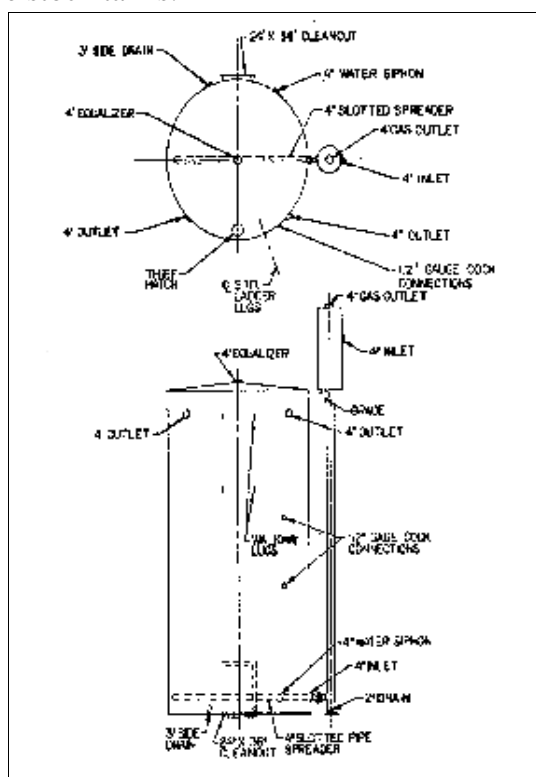 CLEANOUT
3" SIDE DRAIN
4" WATER SIPHON
4" EQUALIZER
4" SLOTTED SPREADER
4" GAS OUTLET
4" INLET
4" OUTLET
4" OUTLET
THIEF
HATCH
LADDER
LUGS
1/2" GAUGE COCK
CONNECTIONS
4" GAS OUTLET
4" INLET
4" EQUALIZER
4 OUTLET
4" OUTLET
LUGS
1/2" GAGE COCK
CONNECTIONS
4" WATER SIPHON
4" INLET
2" DRAIN
3" SIDE
DRAIN
CLEANOUT
4" SLOTTED PIPE
SPREADER